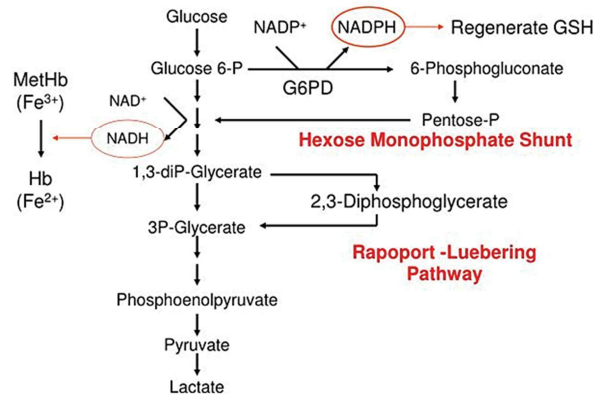 Glucose
NADP+
NADPH
Regenerate GSH
Glucose 6-P
G6PD
6-Phosphogluconate
MetHb
(Fe3+)
NAD+
NADH
Pentose-P
Hexose Monophosphate Shunt
Hb
(Fe2+)
1,3-diP-Glycerate
2,3-Diphosphoglycerate
3P-Glycerate
Rapoport -Luebering
Pathway
Phosphoenolpyruvate
Pyruvate
Lactate